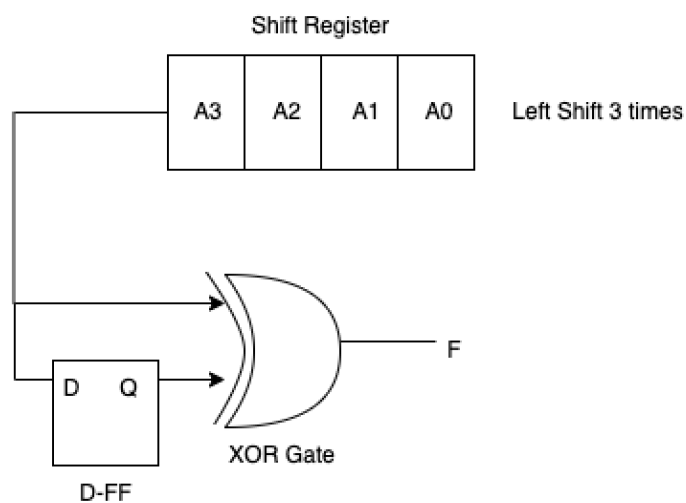 Shift Register
A3 A2 A1 A0
Left Shift 3 times
D Q
F
XOR Gate
D-FF